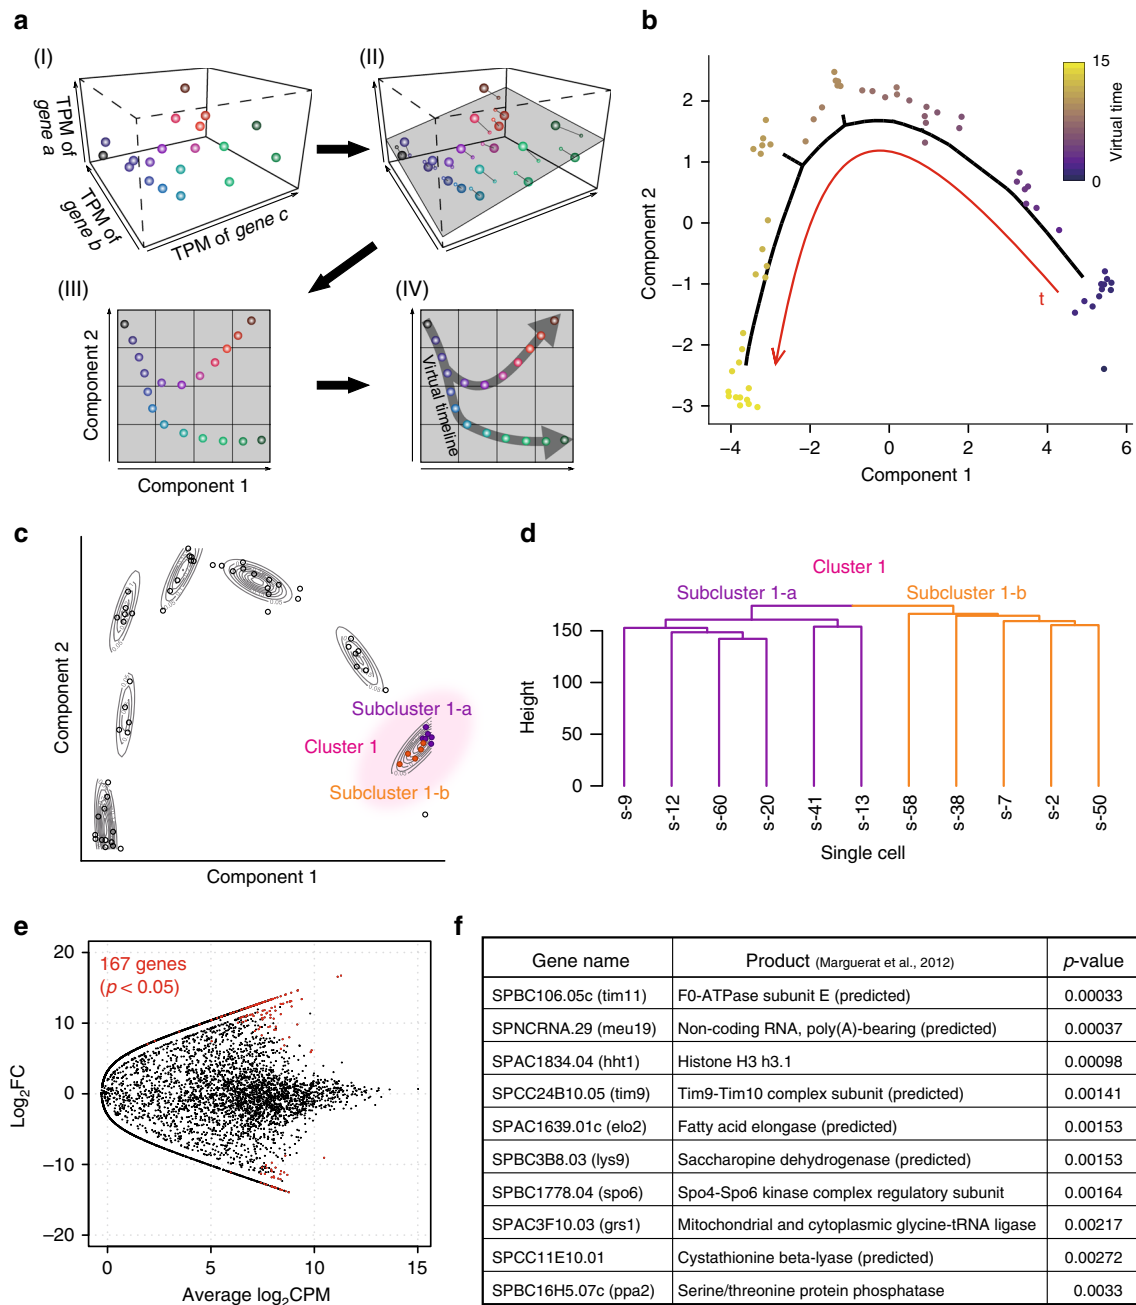 a
(I)
(II)
TPM of
gene a
TPM of
gene b
TPM of gene c
(III)
(IV)
Component 2
Component 1
Virtual timeline
b
Component 2
2
1
0
−1
−2
−3
−4
−2
0
2
4
6
Component 1
t
15
0
Virtual time
c
Component 2
Component 1
Subcluster 1-a
Cluster 1
Subcluster 1-b
d
Cluster 1
Subcluster 1-a
Subcluster 1-b
Height
150
100
50
0
s-9
s-12
s-60
s-20
s-41
s-13
s-58
s-38
s-7
s-2
s-50
Single cell
e
167 genes
(p < 0.05)
Log2FC
20
10
0
−10
−20
0
5
10
15
Average log2CPM
f
Gene name Product (Marguerat et al., 2012) p-value
SPBC106.05c (tim11) F0-ATPase subunit E (predicted) 0.00033
SPNCRNA.29 (meu19) Non-coding RNA, poly(A)-bearing (predicted) 0.00037
SPAC1834.04 (hht1) Histone H3 h3.1 0.00098
SPCC24B10.05 (tim9) Tim9-Tim10 complex subunit (predicted) 0.00141
SPAC1639.01c (elo2) Fatty acid elongase (predicted) 0.00153
SPBC3B8.03 (lys9) Saccharopine dehydrogenase (predicted) 0.00153
SPBC1778.04 (spo6) Spo4-Spo6 kinase complex regulatory subunit 0.00164
SPAC3F10.03 (grs1) Mitochondrial and cytoplasmic glycine-tRNA ligase 0.00217
SPCC11E10.01 Cystathionine beta-lyase (predicted) 0.00272
SPBC16H5.07c (ppa2) Serine/threonine protein phosphatase 0.0033